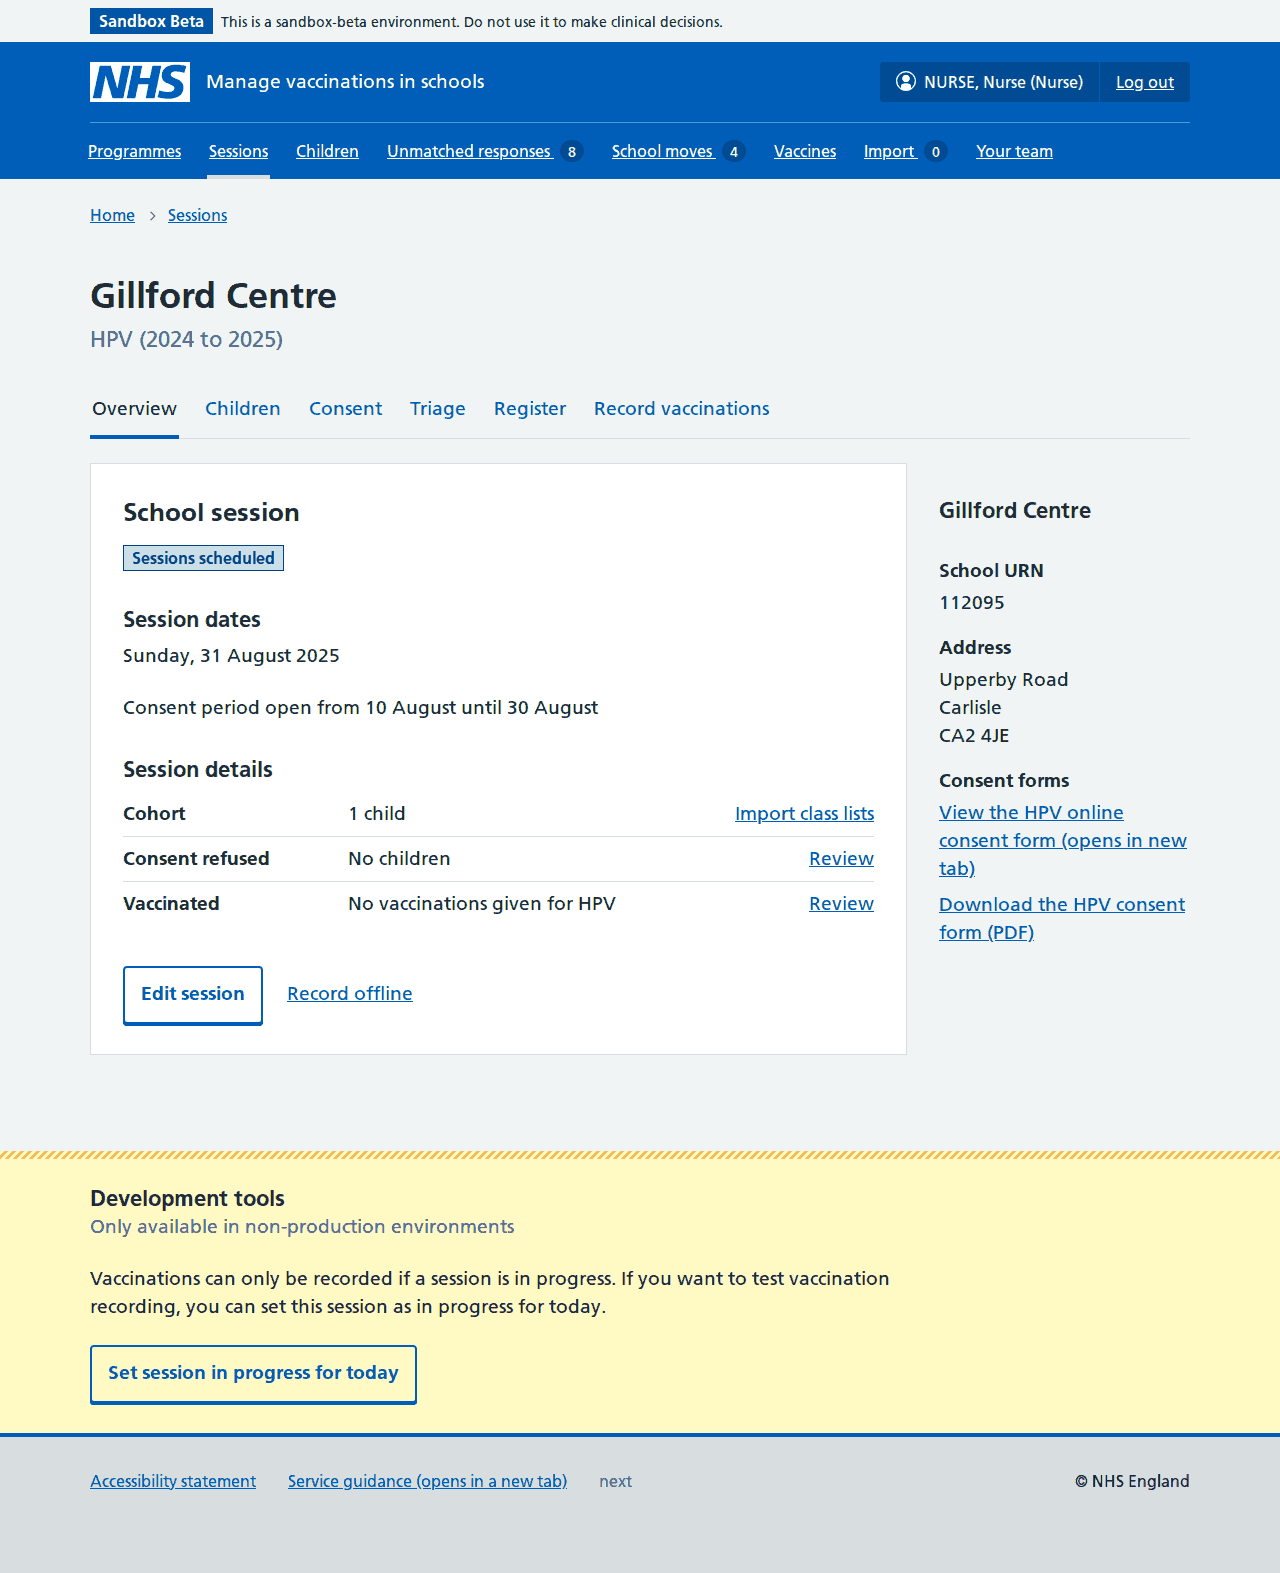 Sandbox Beta This is a sandbox-beta environment. Do not use it to make clinical decisions.
NHS Manage vaccinations in schools NURSE, Nurse (Nurse) Log out
Programmes Sessions Children Unmatched responses 8 School moves 4 Vaccines Import 0 Your team
Home Sessions
Gillford Centre
HPV (2024 to 2025)
Overview Children Consent Triage Register Record vaccinations
School session
Sessions scheduled
Session dates
Sunday, 31 August 2025
Consent period open from 10 August until 30 August
Session details
Cohort 1 child Import class lists
Consent refused No children Review
Vaccinated No vaccinations given for HPV Review
Edit session Record offline
Gillford Centre
School URN
112095
Address
Upperby Road
Carlisle
CA2 4JE
Consent forms
View the HPV online
consent form (opens in new
tab)
Download the HPV consent
form (PDF)
Development tools
Only available in non-production environments
Vaccinations can only be recorded if a session is in progress. If you want to test vaccination
recording, you can set this session as in progress for today.
Set session in progress for today
Accessibility statement Service guidance (opens in a new tab) next © NHS England